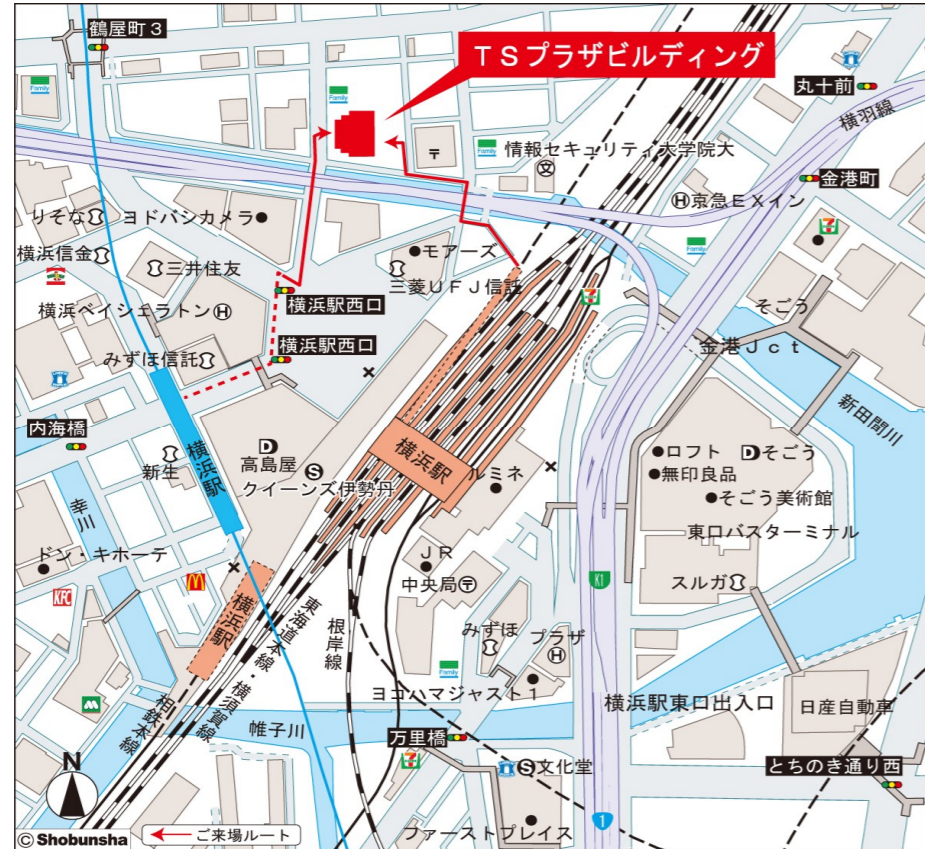 鶴屋町3
TSプラザビルディング
丸十前
Family
Family
横羽線
〒
Family
情報セキュリティ大学院大
文
金港町
H京急EXイン
りそな
ヨドバシカメラ
横浜信金
三井住友
モアーズ
Family
三菱UFJ信託
横浜ベイシェラトンH
横浜駅西口
そごう
みずほ信託
横浜駅西口
金港Jct
内海橋
新生
横浜駅
D
高島屋
S
クイーンズ伊勢丹
横浜駅
ルミネ
ロフト
Dそごう
無印良品
そごう美術館
新田間川
東口バスターミナル
幸川
ドン・キホーテ
KFC
M
横浜駅
JR
中央局〒
K1
スルガ
東海道本線・横須賀線
根岸線
みずほ
プラザ
H
Family
ヨコハマジャスト1
相鉄本線
帷子川
万里橋
横浜駅東口出入口
日産自動車
7
S文化堂
とちのき通り西
N
ファーストプレイス
1
© Shobunsha
ご来場ルート